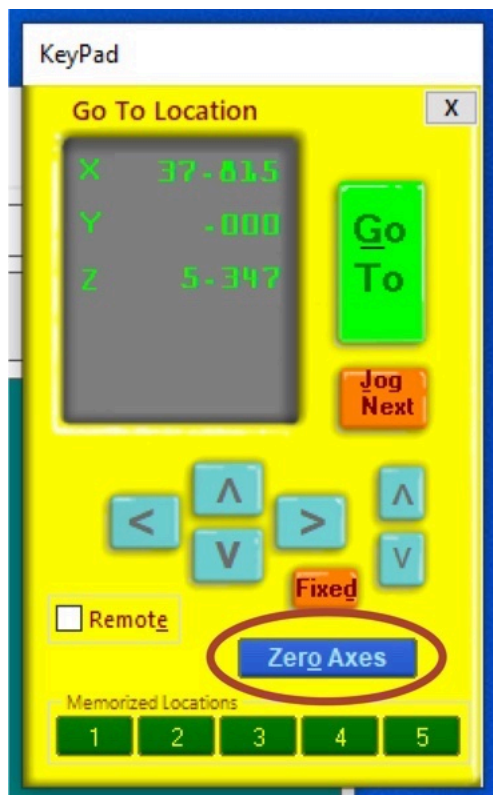 KeyPad
Go To Location
X
X 37.815
Y .000
Z 5.347
Go
To
Jog
Next
<
^
v
>
^
v
Fixed
Remote
Zero Axes
Memorized Locations
1 2 3 4 5